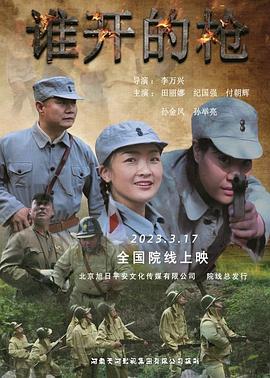 谁开的枪
导演：李万兴
主演：田丽娜 纪国强 付朝辉
孙金凤 孙举亮
2023.3.17
全国院线上映
北京旭日平安文化传媒有限公司 院线总发行